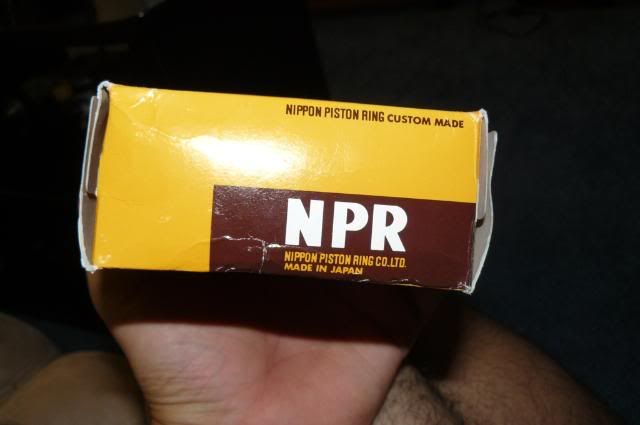 NIPPON PISTON RING CUSTOM MADE
NPR
NIPPON PISTON RING CO.,LTD.
MADE IN JAPAN